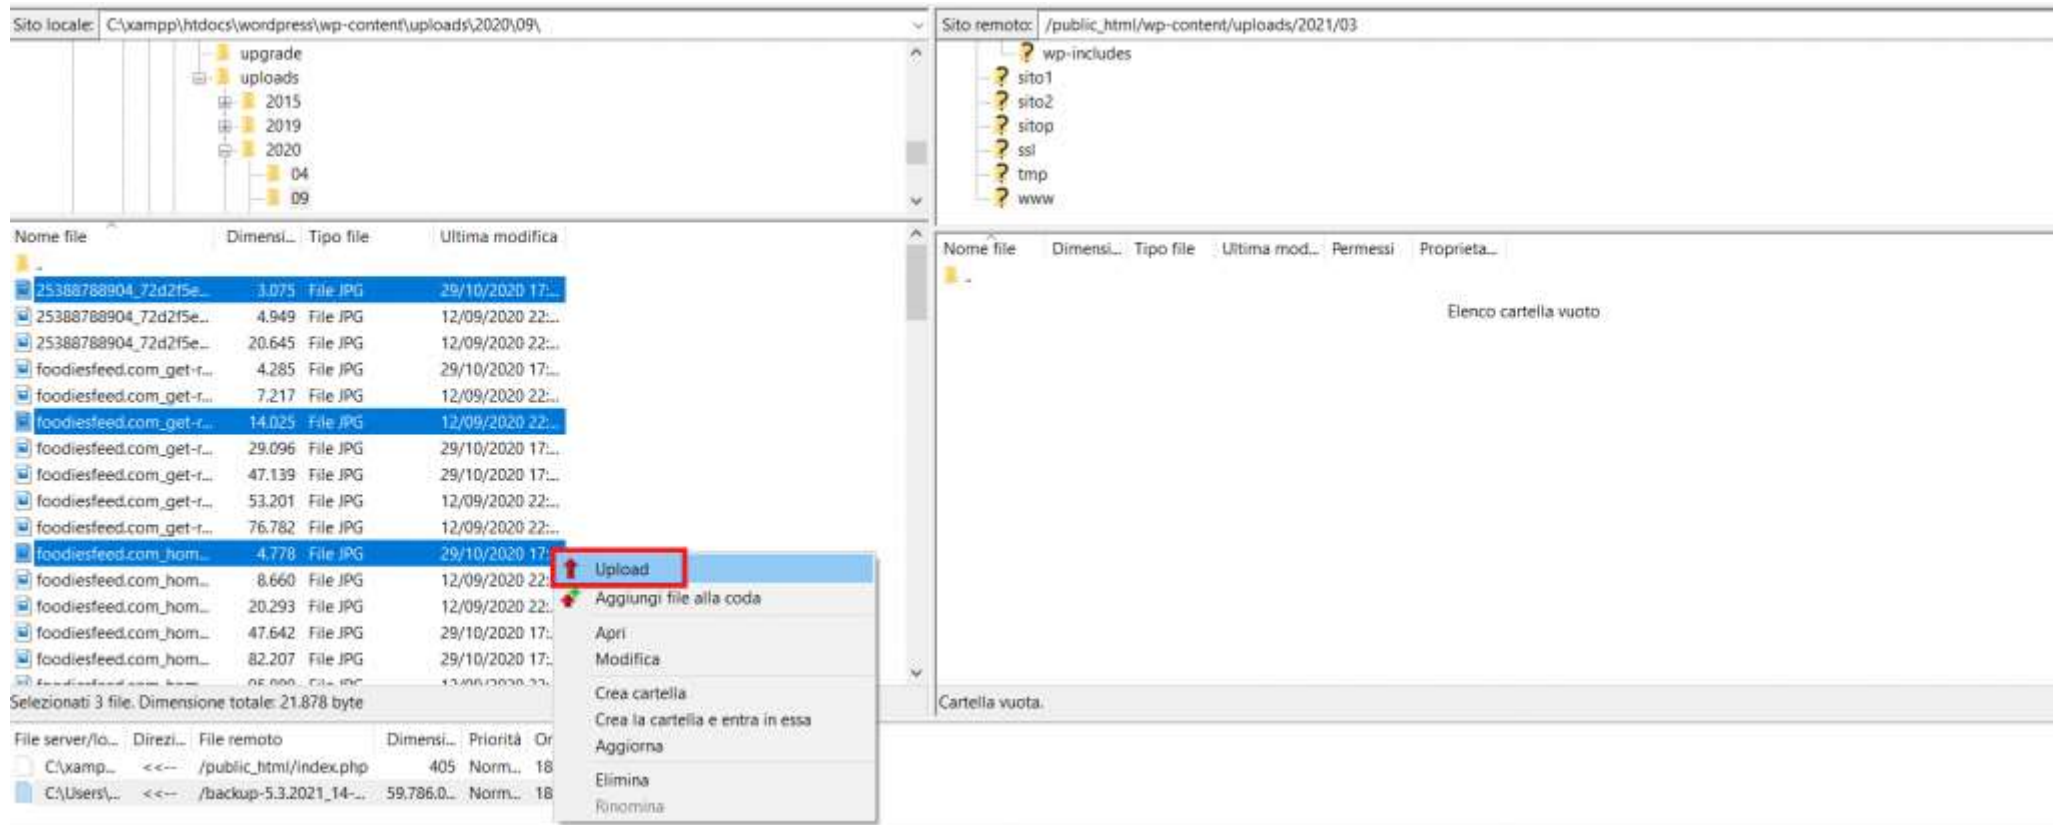 Sito locale: C:\xampp\htdocs\wordpress\wp-content\uploads\2020\09\
upgrade
uploads
2015
2019
2020
04
09
Nome file Dimensi... Tipo file Ultima modifica
..
25388788904_72d2f5e... 3.075 File JPG 29/10/2020 17:...
25388788904_72d2f5e... 4.949 File JPG 12/09/2020 22:...
25388788904_72d2f5e... 20.645 File JPG 12/09/2020 22:...
foodiesfeed.com_get-r... 4.285 File JPG 29/10/2020 17:...
foodiesfeed.com_get-r... 7.217 File JPG 12/09/2020 22:...
foodiesfeed.com_get-r... 14.025 File JPG 12/09/2020 22:...
foodiesfeed.com_get-r... 29.096 File JPG 29/10/2020 17:...
foodiesfeed.com_get-r... 47.139 File JPG 29/10/2020 17:...
foodiesfeed.com_get-r... 53.201 File JPG 12/09/2020 22:...
foodiesfeed.com_get-r... 76.782 File JPG 12/09/2020 22:...
foodiesfeed.com_hom... 4.778 File JPG 29/10/2020 17:
foodiesfeed.com_hom... 8.660 File JPG 12/09/2020 22:
foodiesfeed.com_hom... 20.293 File JPG 12/09/2020 22:.
foodiesfeed.com_hom... 47.642 File JPG 29/10/2020 17:.
foodiesfeed.com_hom... 82.207 File JPG 29/10/2020 17:.
Selezionati 3 file. Dimensione totale: 21.878 byte
Sito remoto: /public_html/wp-content/uploads/2021/03
wp-includes
sito1
sito2
sitop
ssl
tmp
www
Nome file Dimensi... Tipo file Ultima mod... Permessi Proprieta...
..
Elenco cartella vuoto
Cartella vuota.
Upload
Aggiungi file alla coda
Apri
Modifica
Crea cartella
Crea la cartella e entra in essa
Aggiorna
Elimina
Rinomina
File server/lo... Direzi... File remoto Dimensi... Priorità Or
C:\xamp... <<-- /public_html/index.php 405 Norm... 18
C:\Users\... <<-- /backup-5.3.2021_14-... 59.786.0... Norm... 18